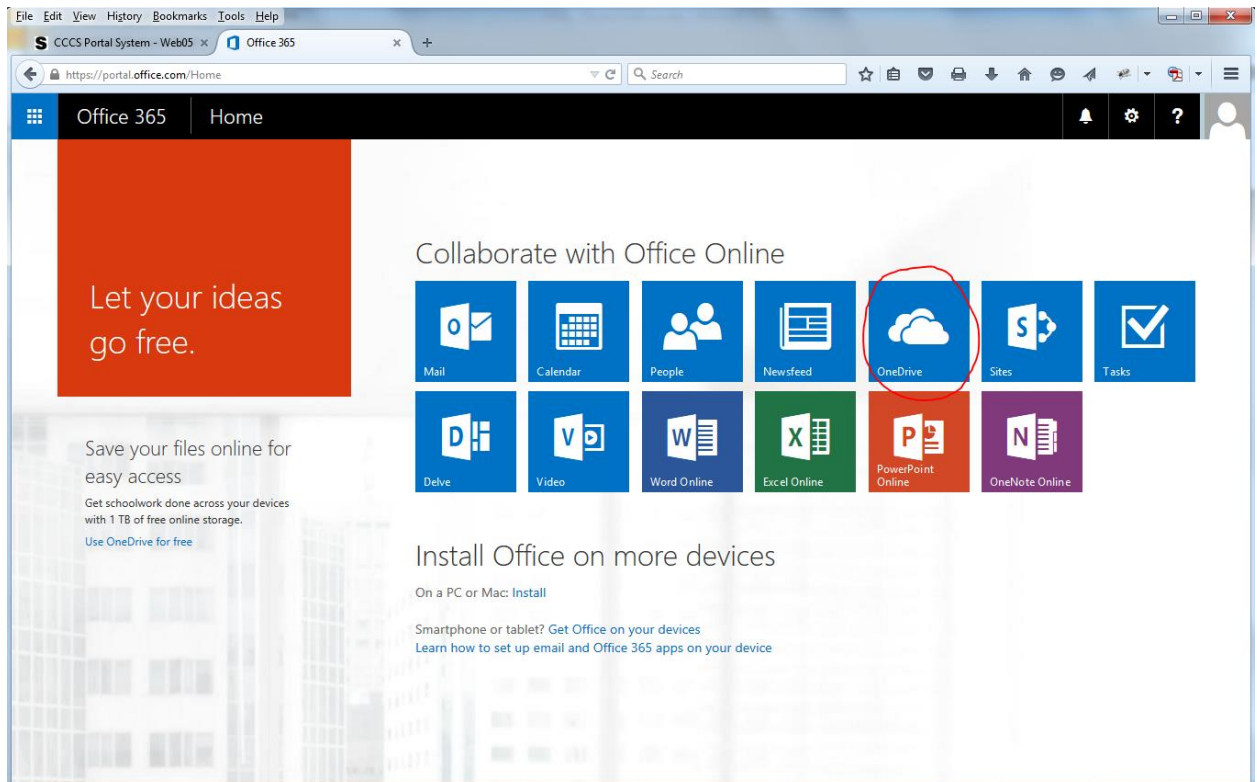 File Edit View History Bookmarks Tools Help
S CCCS Portal System - Web05 × Office 365 × +
https://portal.office.com/Home Search
Office 365 Home ?
Let your ideas
go free.
Save your files online for
easy access
Get schoolwork done across your devices
with 1 TB of free online storage.
Use OneDrive for free
Collaborate with Office Online
Mail Calendar People Newsfeed OneDrive Sites Tasks
Delve Video Word Online Excel Online PowerPoint Online OneNote Online
Install Office on more devices
On a PC or Mac: Install
Smartphone or tablet? Get Office on your devices
Learn how to set up email and Office 365 apps on your device